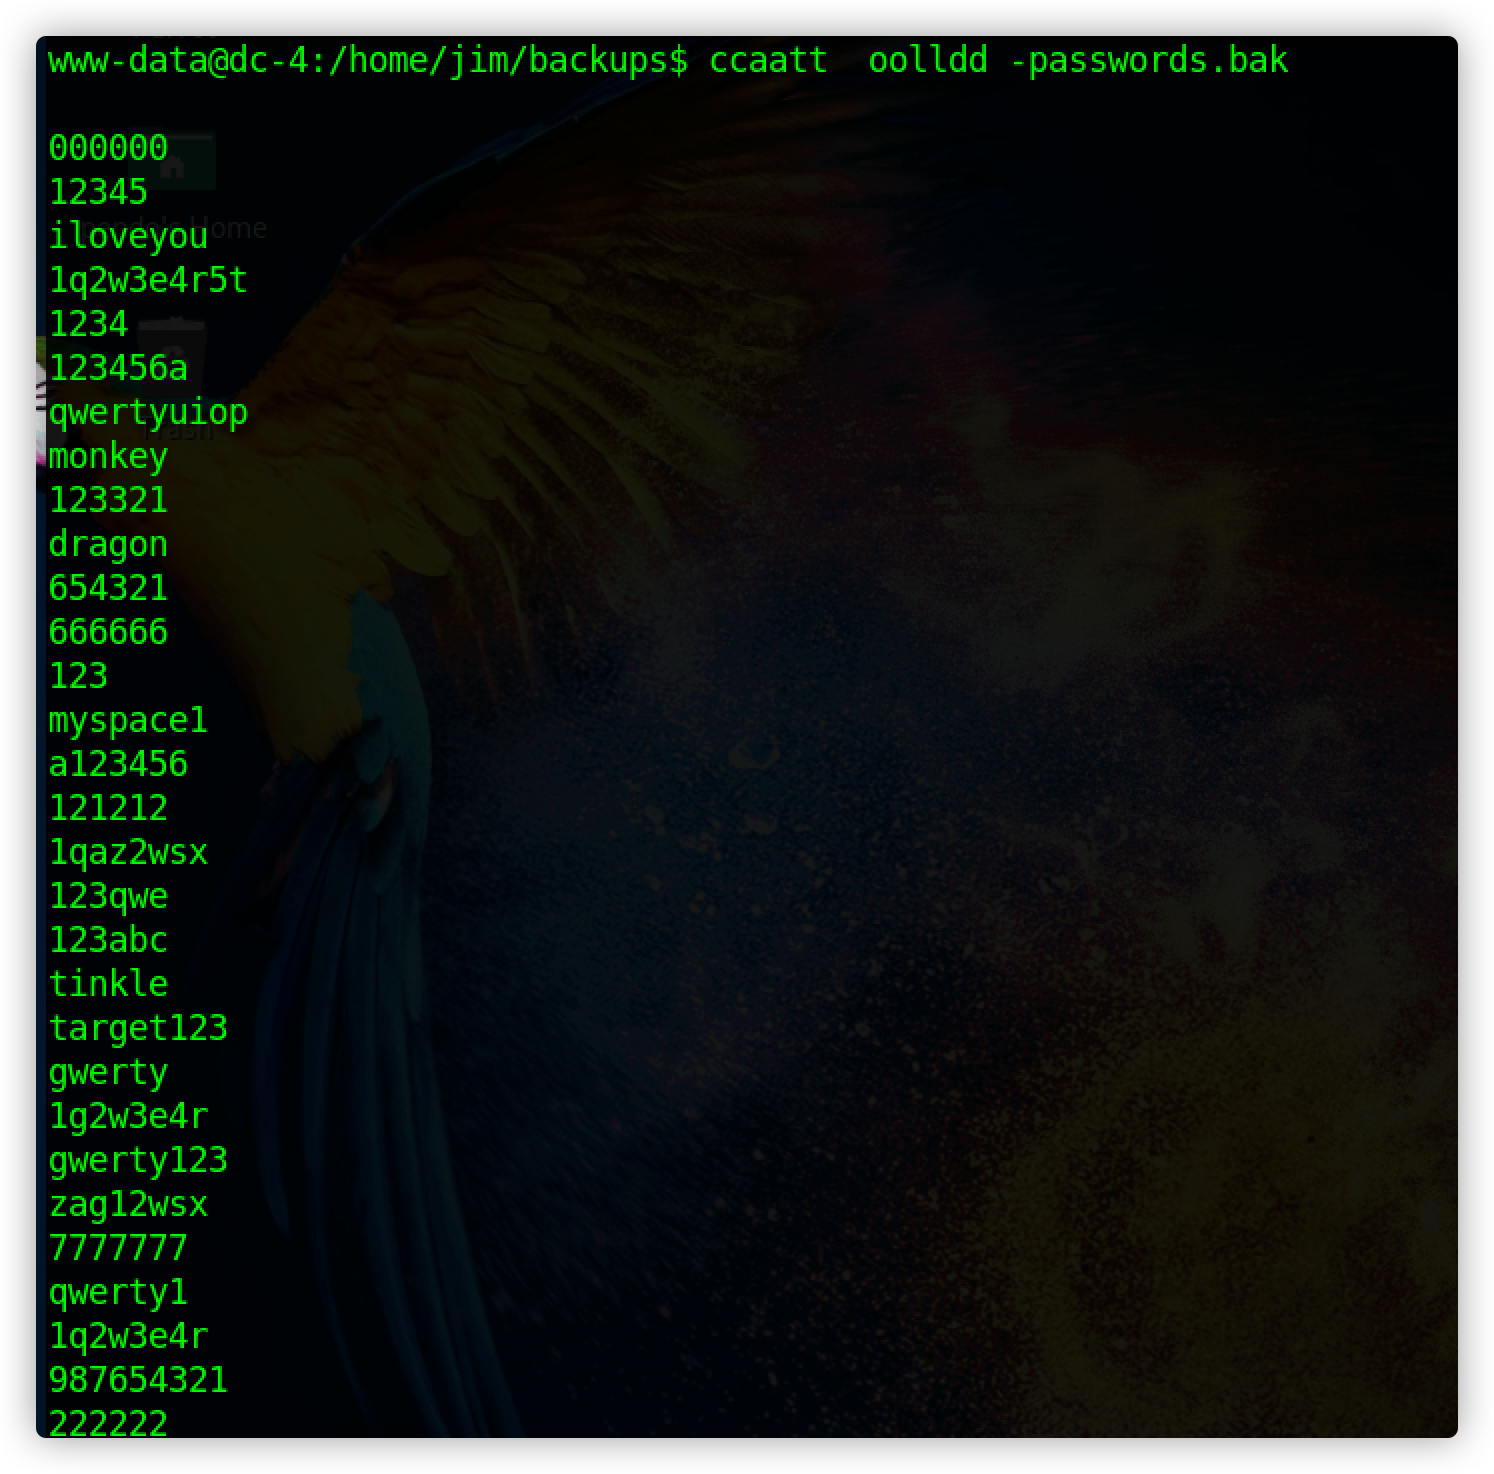 www-data@dc-4:/home/jim/backups$ ccaatt  oolldd -passwords.bak
000000
12345
iloveyou
1q2w3e4r5t
1234
123456a
qwertyuiop
monkey
123321
dragon
654321
666666
123
myspace1
a123456
121212
1qaz2wsx
123qwe
123abc
tinkle
target123
gwerty
1g2w3e4r
gwerty123
zag12wsx
7777777
qwerty1
1q2w3e4r
987654321
222222